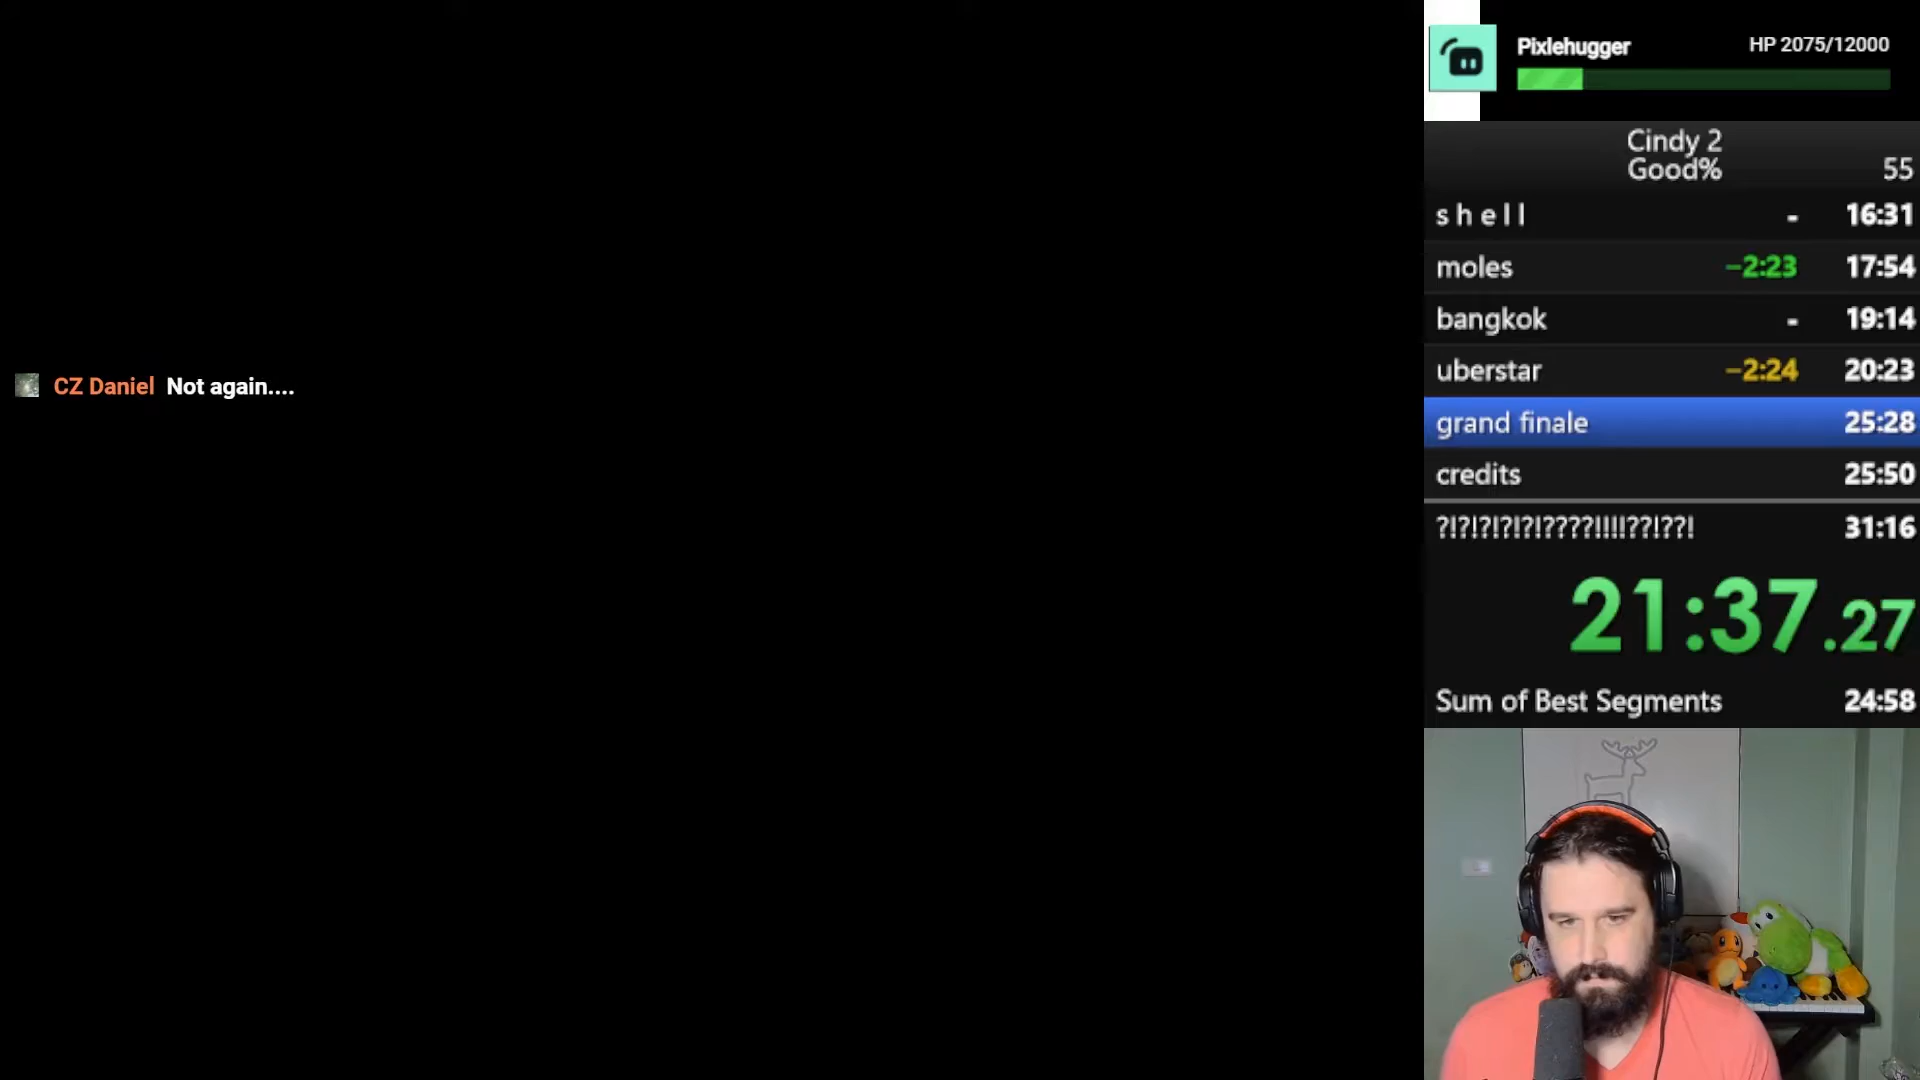 Pixlehugger HP 2075/12000
Cindy 2
Good% 55
s h e l l - 16:31
moles −2:23 17:54
bangkok - 19:14
uberstar −2:24 20:23
grand finale 25:28
credits 25:50
?!?!?!?!?!????!!!!??!??! 31:16
21:37.27
Sum of Best Segments 24:58
CZ Daniel Not again....